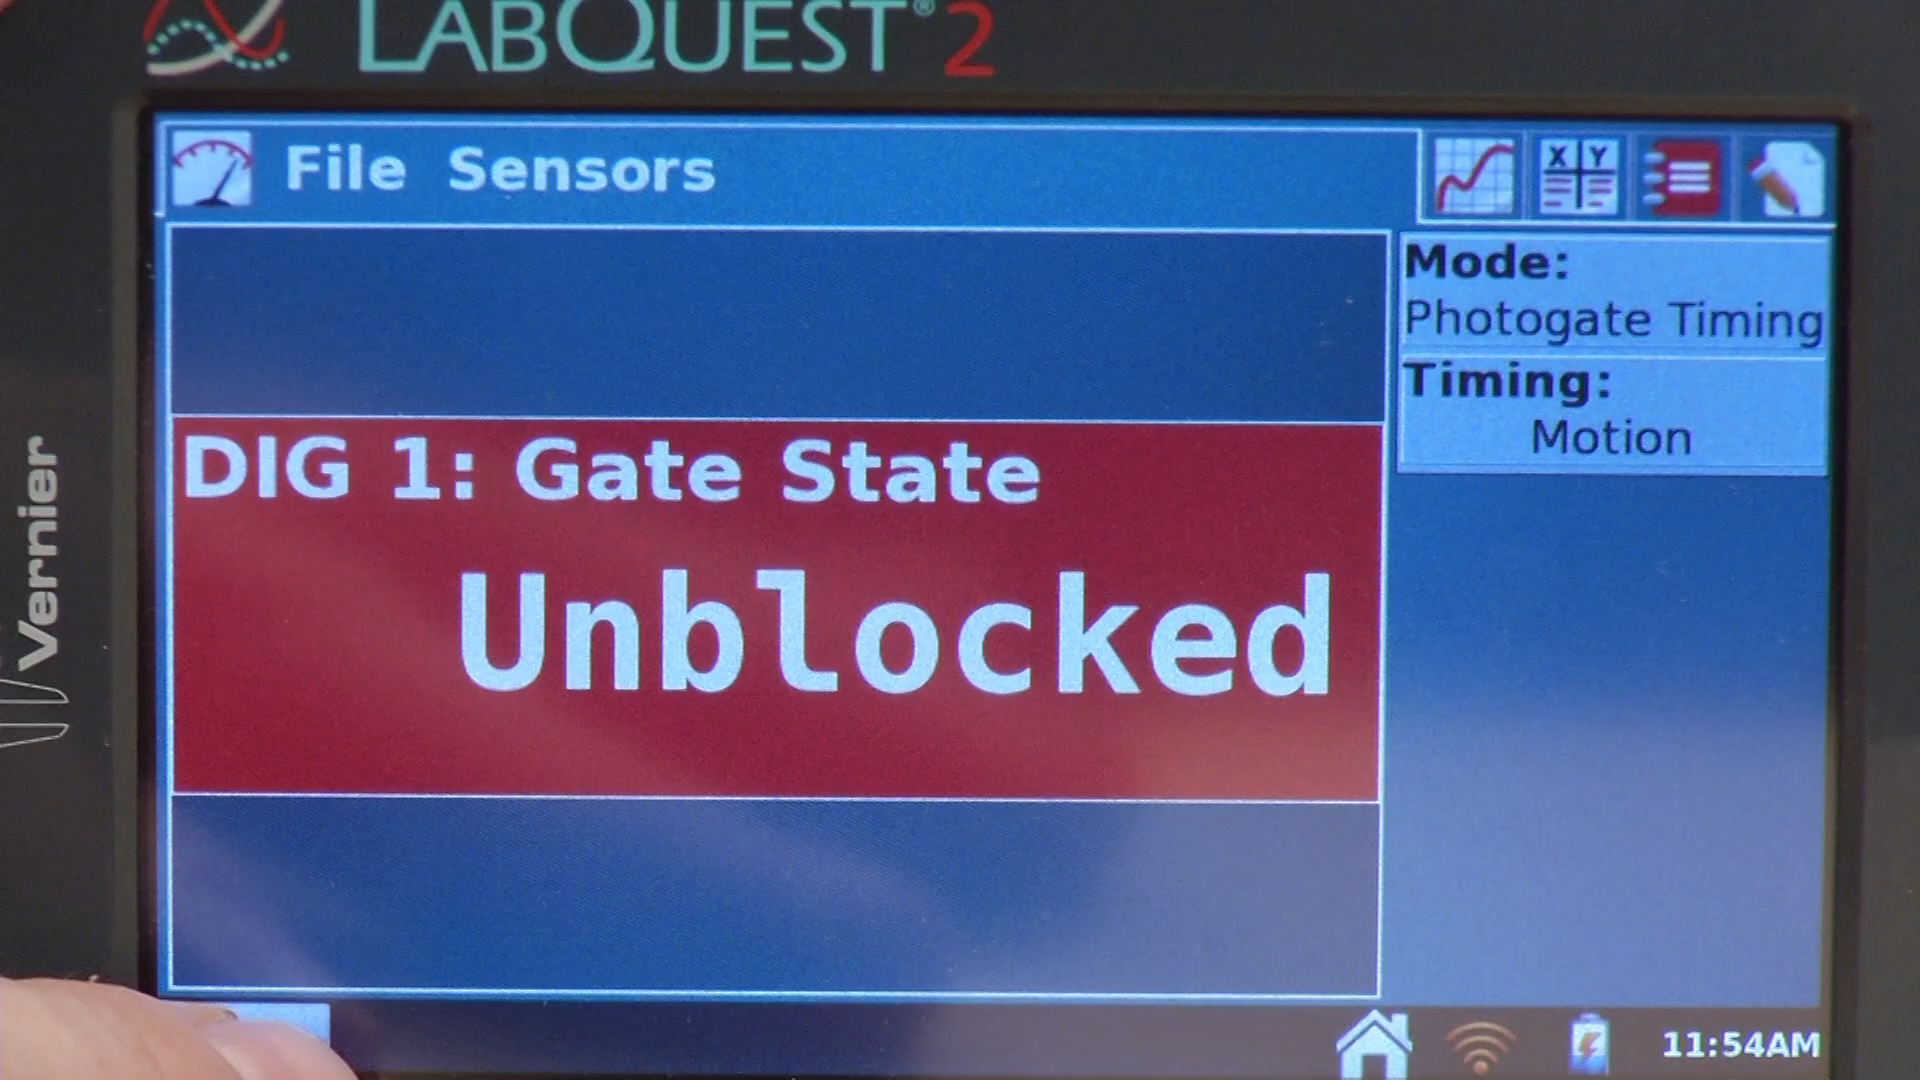 LABQUEST® 2
Vernier
File Sensors
X Y
Mode:
Photogate Timing
Timing:
Motion
DIG 1: Gate State
Unblocked
11:54AM